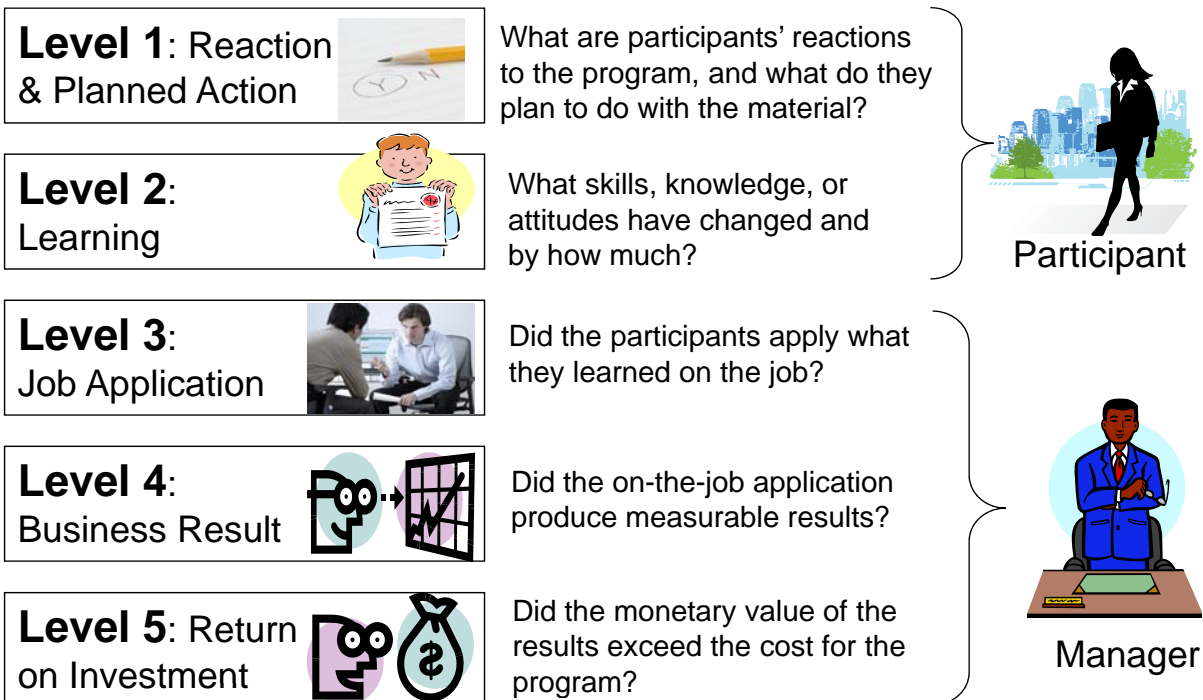 Level 1: Reaction
& Planned Action
Y N
What are participants’ reactions
to the program, and what do they
plan to do with the material?
Level 2:
Learning
What skills, knowledge, or
attitudes have changed and
by how much?
Participant
Level 3:
Job Application
Did the participants apply what
they learned on the job?
Level 4:
Business Result
Did the on-the-job application
produce measurable results?
Level 5: Return
on Investment
$
Did the monetary value of the
results exceed the cost for the
program?
Manager